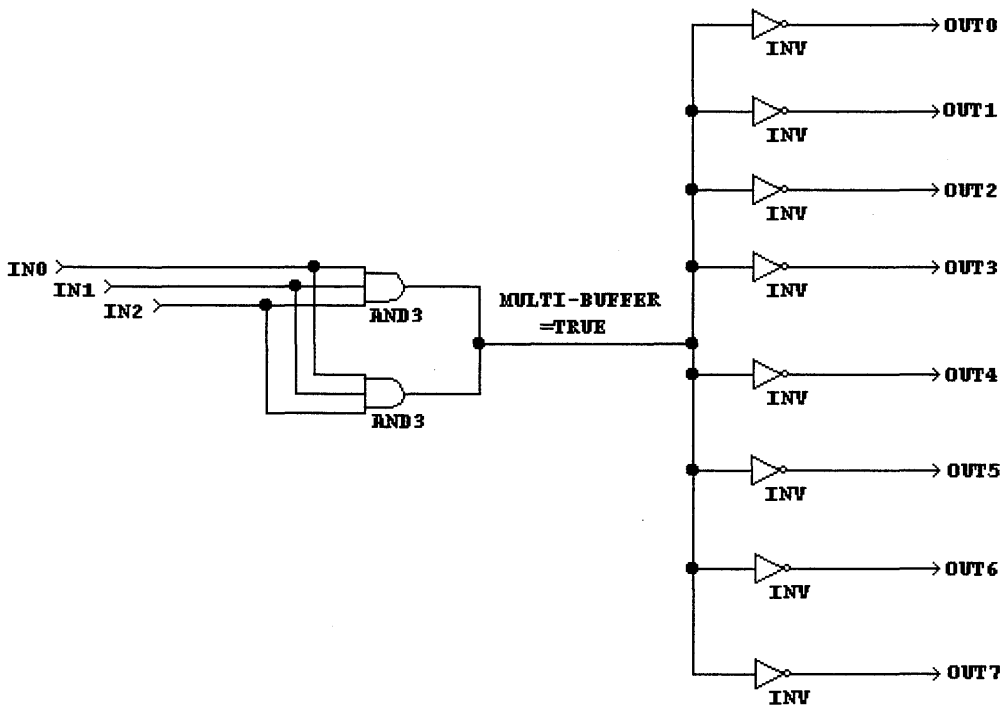 OUT0
INV
OUT1
INV
OUT2
INV
IN0
IN1
IN2
AND3
MULTI-BUFFER
=TRUE
OUT3
INV
OUT4
INV
AND3
OUT5
INV
OUT6
INV
OUT7
INV